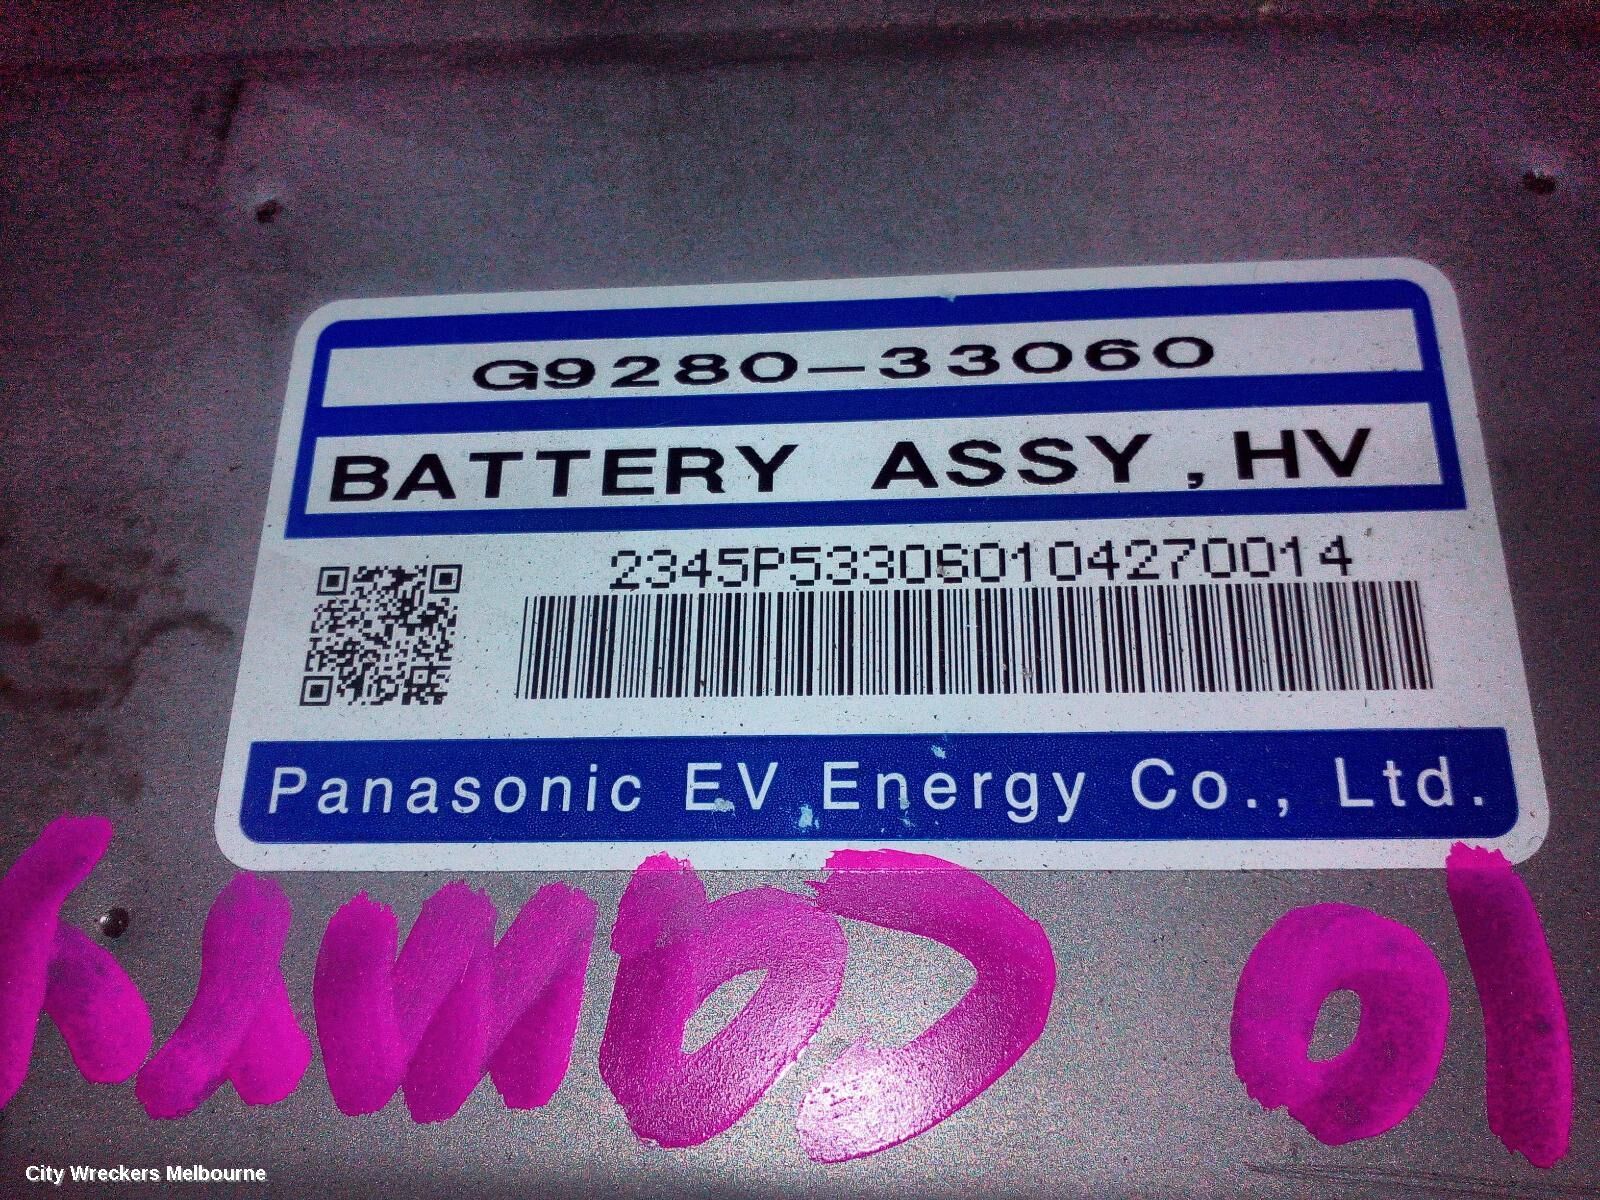 G9280-33060
BATTERY ASSY,HV
2345P533060104270014
Panasonic EV Energy Co., Ltd.
10 Camry
City Wreckers Melbourne